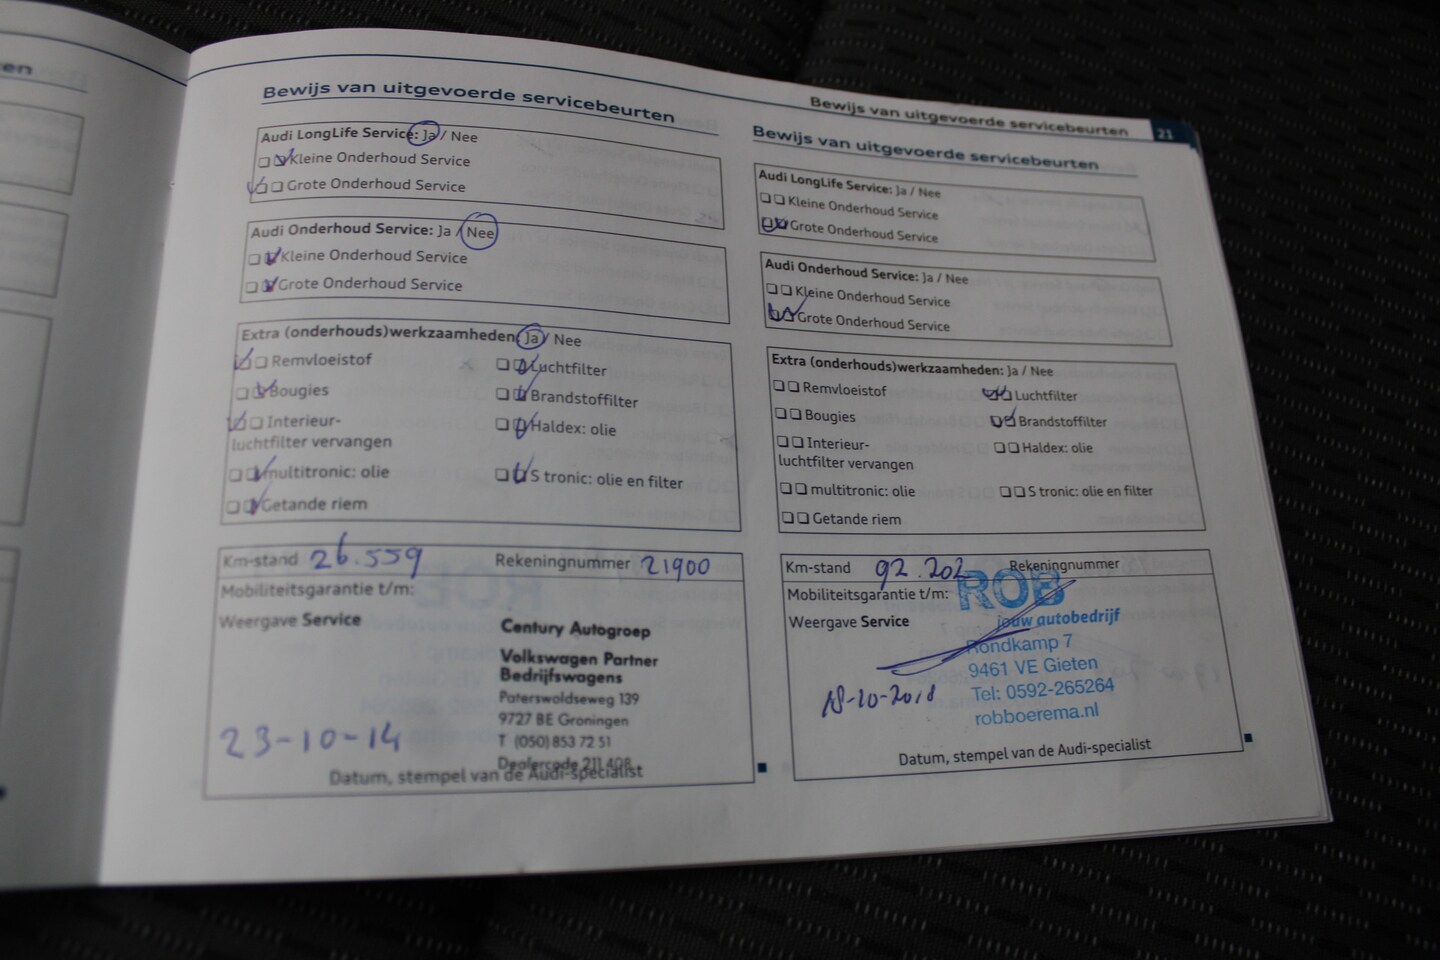 en
Bewijs van uitgevoerde servicebeurten
Audi LongLife Service: Ja / Nee
Kleine Onderhoud Service
Grote Onderhoud Service
Audi Onderhoud Service: Ja / Nee
Kleine Onderhoud Service
Grote Onderhoud Service
Extra (onderhouds)werkzaamheden: Ja / Nee
Remvloeistof
Luchtfilter
Bougies
Brandstoffilter
Interieur-
luchtfilter vervangen
Haldex: olie
multitronic: olie
S tronic: olie en filter
Getande riem
Km-stand 26.559 Rekeningnummer 21900
Mobiliteitsgarantie t/m:
Weergave Service
Century Autogroep
Volkswagen Partner
Bedrijfswagens
Paterswoldseweg 139
9727 BE Groningen
T (050) 853 72 51
Dealercode 211 408
23-10-14
Datum, stempel van de Audi-specialist
Bewijs van uitgevoerde servicebeurten 21
Bewijs van uitgevoerde servicebeurten
Audi LongLife Service: Ja / Nee
Kleine Onderhoud Service
Grote Onderhoud Service
Audi Onderhoud Service: Ja / Nee
Kleine Onderhoud Service
Grote Onderhoud Service
Extra (onderhouds)werkzaamheden: Ja / Nee
Remvloeistof
Luchtfilter
Bougies
Brandstoffilter
Interieur-
luchtfilter vervangen
Haldex: olie
multitronic: olie
S tronic: olie en filter
Getande riem
Km-stand 92.202 Rekeningnummer
Mobiliteitsgarantie t/m:
Weergave Service
ROB
jouw autobedrijf
Rondkamp 7
9461 VE Gieten
Tel: 0592-265264
robboerema.nl
18-10-2018
Datum, stempel van de Audi-specialist